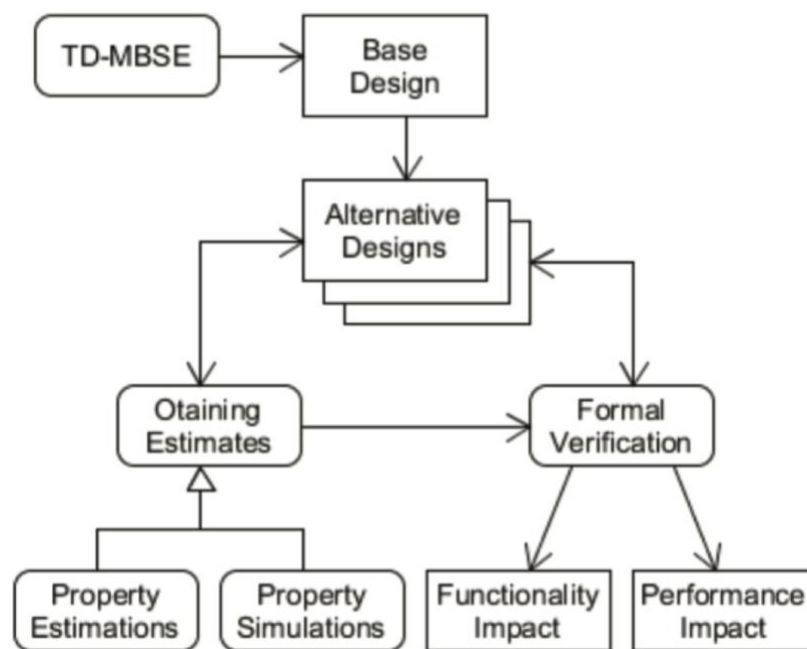 TD-MBSE
Base
Design
Alternative
Designs
Otaining
Estimates
Formal
Verification
Property
Estimations
Property
Simulations
Functionality
Impact
Performance
Impact